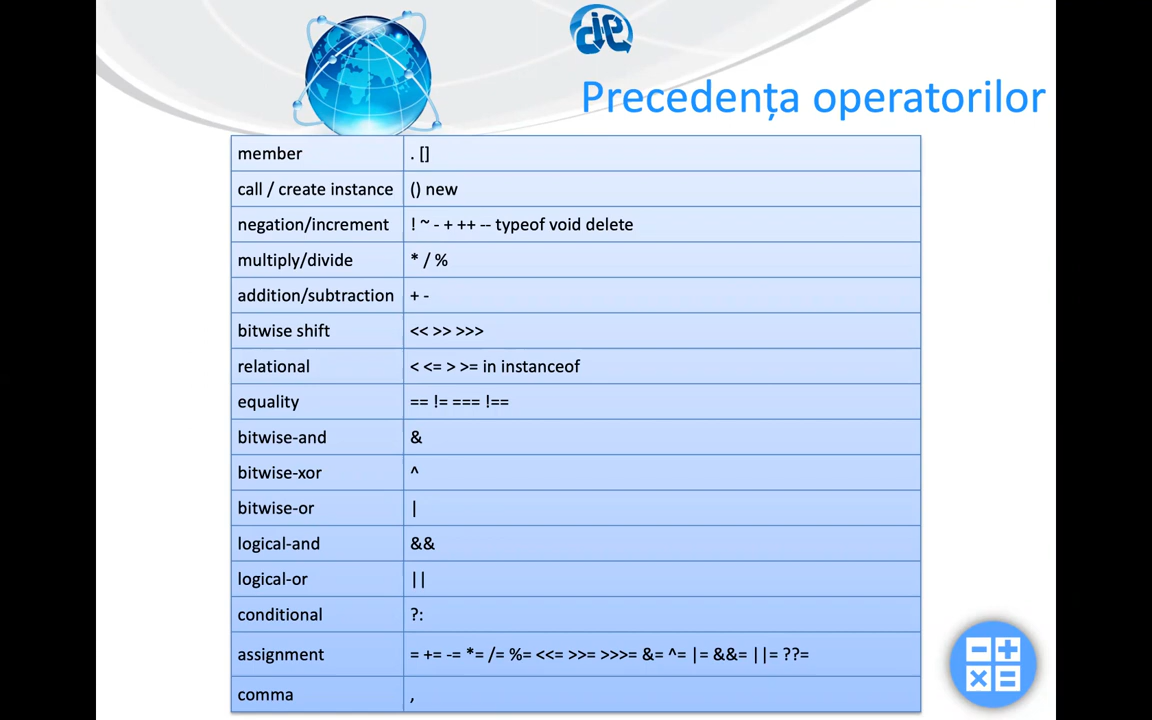 Precedența operatorilor
member . []
call / create instance () new
negation/increment ! ~ - + ++ -- typeof void delete
multiply/divide * / %
addition/subtraction + -
bitwise shift << >> >>>
relational < <= > >= in instanceof
equality == != === !==
bitwise-and &
bitwise-xor ^
bitwise-or |
logical-and &&
logical-or ||
conditional ?:
assignment = += -= *= /= %= <<= >>= >>>= &= ^= |= &&= ||= ??=
comma ,